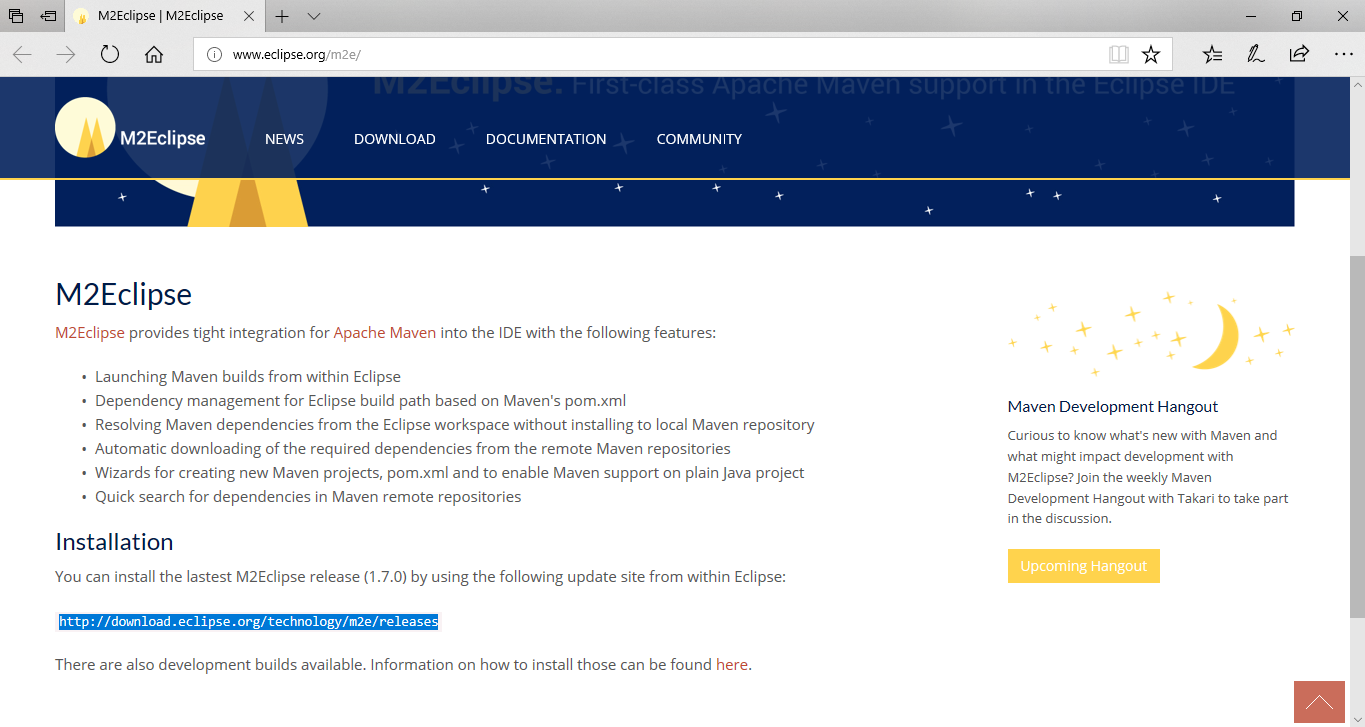 M2Eclipse | M2Eclipse
www.eclipse.org/m2e/
M2Eclipse. First-class Apache Maven support in the Eclipse IDE
M2Eclipse
NEWS
DOWNLOAD
DOCUMENTATION
COMMUNITY
M2Eclipse
M2Eclipse provides tight integration for Apache Maven into the IDE with the following features:
• Launching Maven builds from within Eclipse
• Dependency management for Eclipse build path based on Maven's pom.xml
• Resolving Maven dependencies from the Eclipse workspace without installing to local Maven repository
• Automatic downloading of the required dependencies from the remote Maven repositories
• Wizards for creating new Maven projects, pom.xml and to enable Maven support on plain Java project
• Quick search for dependencies in Maven remote repositories
Installation
You can install the lastest M2Eclipse release (1.7.0) by using the following update site from within Eclipse:
http://download.eclipse.org/technology/m2e/releases
There are also development builds available. Information on how to install those can be found here.
Maven Development Hangout
Curious to know what's new with Maven and
what might impact development with
M2Eclipse? Join the weekly Maven
Development Hangout with Takari to take part
in the discussion.
Upcoming Hangout